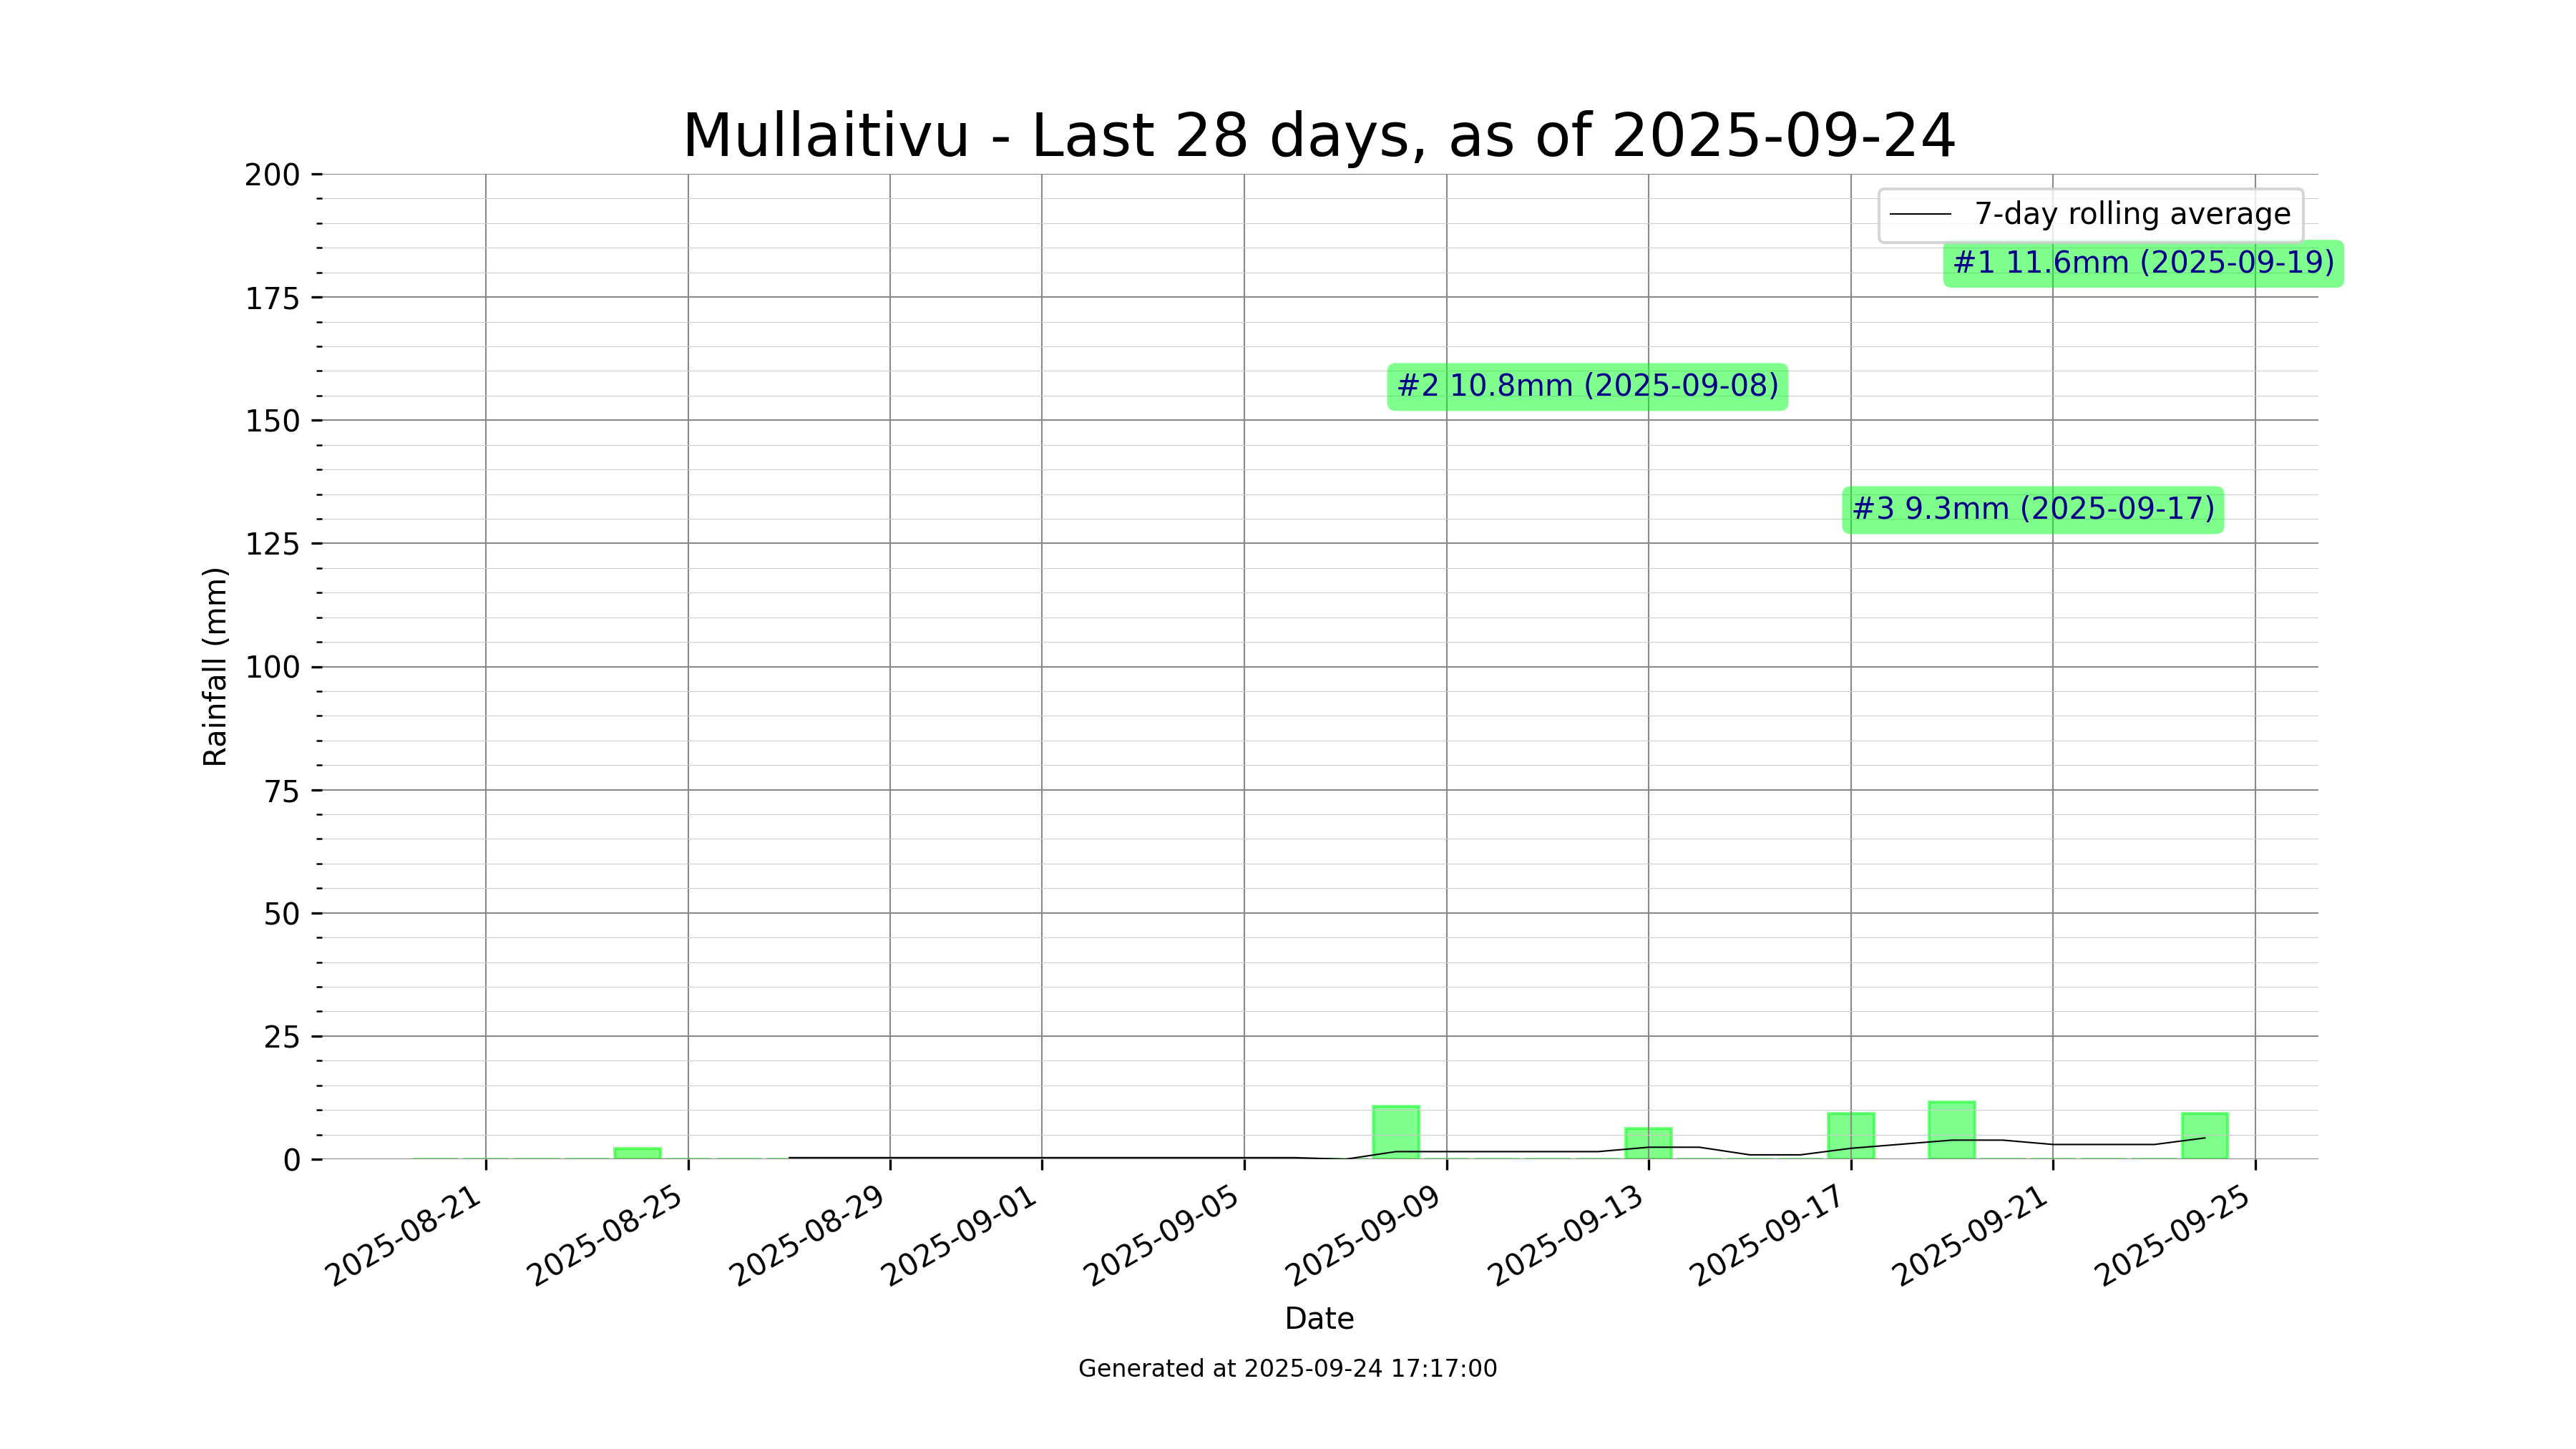 Mullaitivu - Last 28 days, as of 2025-09-24
200
175
150
125
100
75
50
25
0
Rainfall (mm)
7-day rolling average
#1 11.6mm (2025-09-19)
#2 10.8mm (2025-09-08)
#3 9.3mm (2025-09-17)
2025-08-21
2025-08-25
2025-08-29
2025-09-01
2025-09-05
2025-09-09
2025-09-13
2025-09-17
2025-09-21
2025-09-25
Date
Generated at 2025-09-24 17:17:00